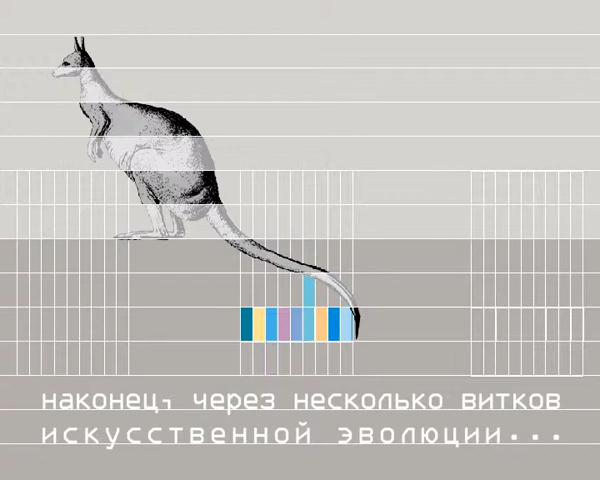 наконец, через несколько витков
искусственной эволюции...